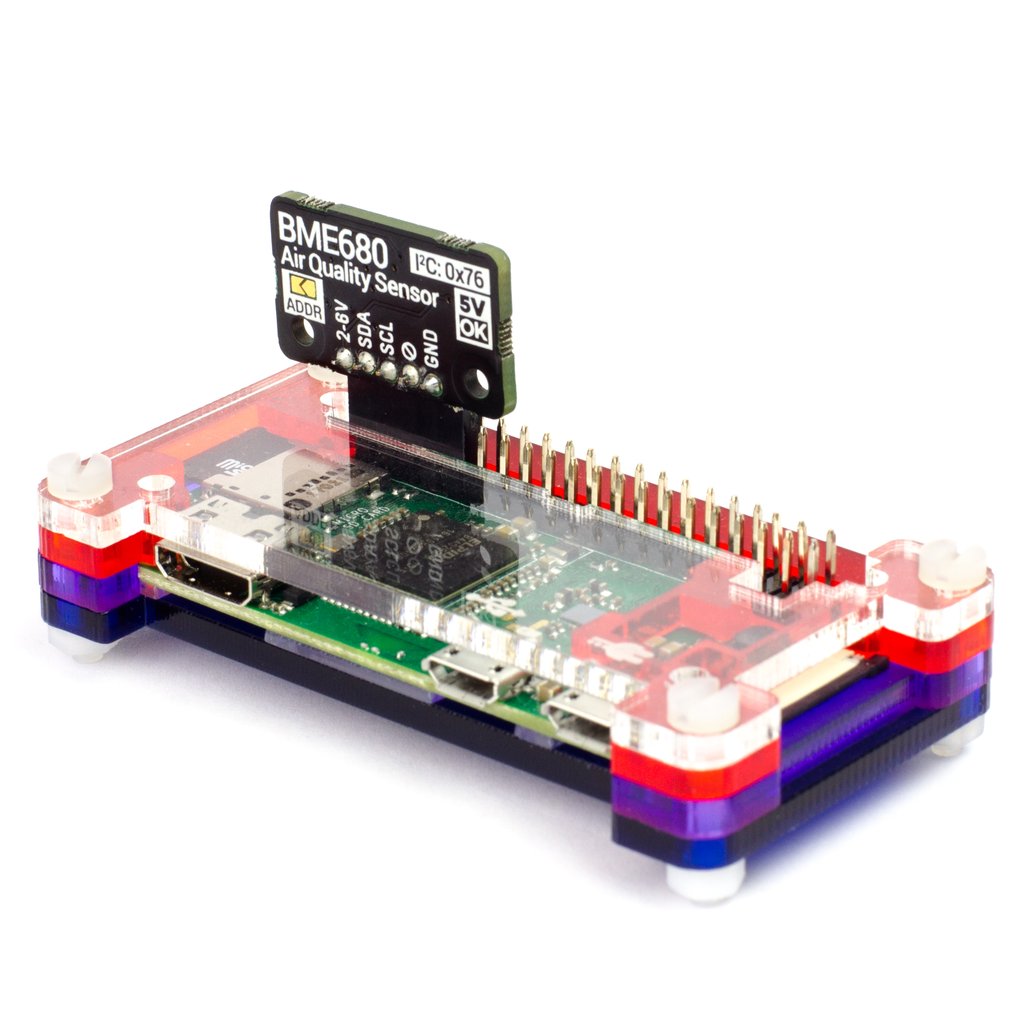 BME680
Air Quality Sensor
I²C: 0x76
5V
OK
ADDR
2-6V
SDA
SCL
GND